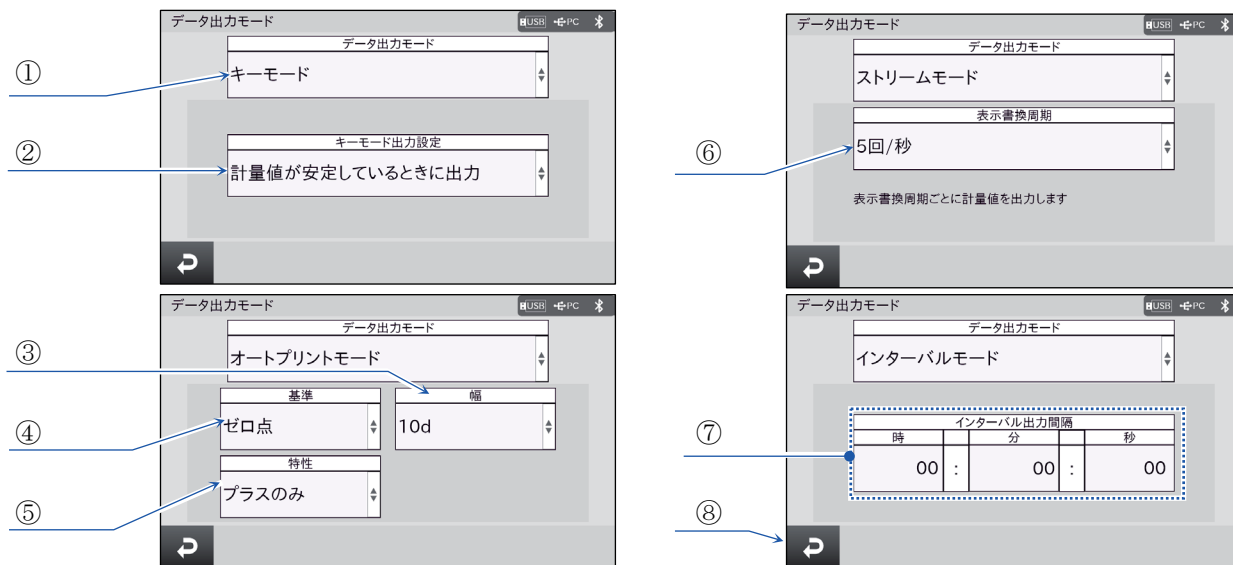 データ出力モード
USB PC
データ出力モード
① キーモード
キーモード出力設定
② 計量値が安定しているときに出力
データ出力モード
USB PC
データ出力モード
オートプリントモード
③ 幅
10d
基準
④ ゼロ点
特性
⑤ プラスのみ
データ出力モード
USB PC
データ出力モード
ストリームモード
表示書換周期
⑥ 5回/秒
表示書換周期ごとに計量値を出力します
データ出力モード
USB PC
データ出力モード
インターバルモード
⑦ インターバル出力間隔
時 分 秒
00 : 00 : 00
⑧